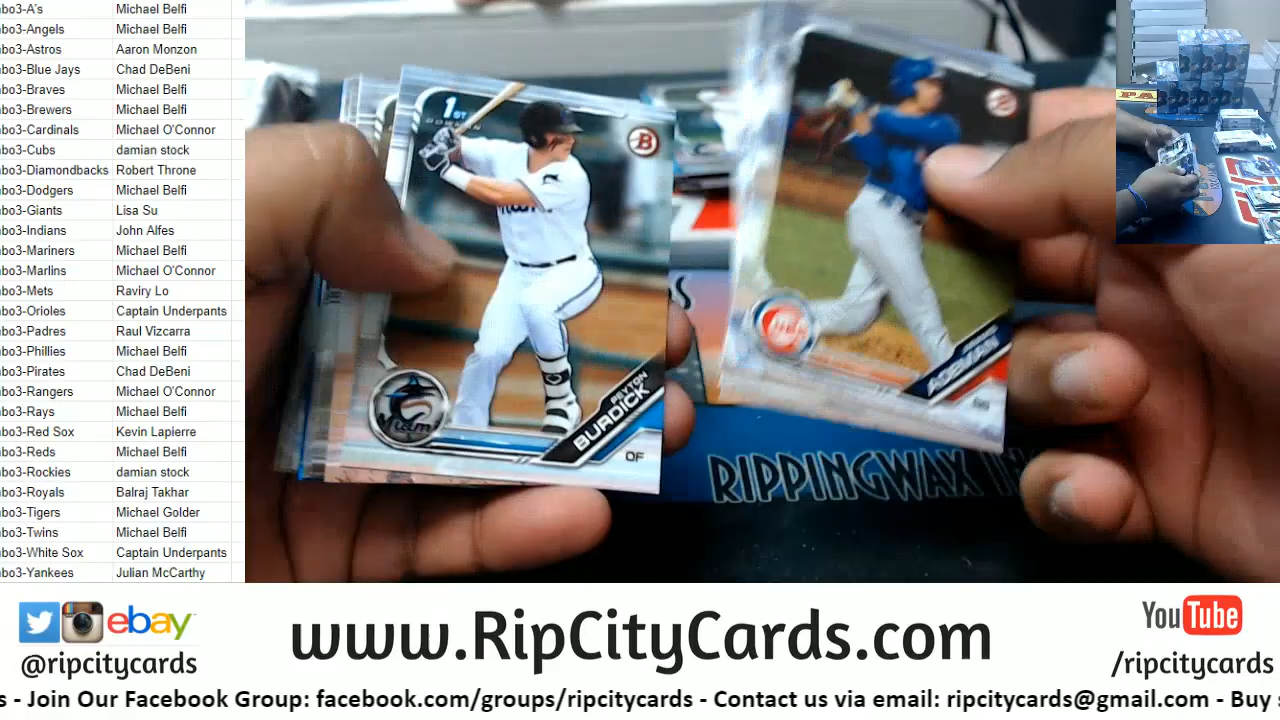 bo3-A's Michael Belfi
bo3-Angels Michael Belfi
bo3-Astros Aaron Monzon
bo3-Blue Jays Chad DeBeni
bo3-Braves Michael Belfi
bo3-Brewers Michael Belfi
bo3-Cardinals Michael O'Connor
bo3-Cubs damian stock
bo3-Diamondbacks Robert Throne
bo3-Dodgers Michael Belfi
bo3-Giants Lisa Su
bo3-Indians John Alfes
bo3-Mariners Michael Belfi
bo3-Marlins Michael O'Connor
bo3-Mets Raviry Lo
bo3-Orioles Captain Underpants
bo3-Padres Raul Vizcarra
bo3-Phillies Michael Belfi
bo3-Pirates Chad DeBeni
bo3-Rangers Michael O'Connor
bo3-Rays Michael Belfi
bo3-Red Sox Kevin Lapierre
bo3-Reds Michael Belfi
bo3-Rockies damian stock
bo3-Royals Balraj Takhar
bo3-Tigers Michael Golder
bo3-Twins Michael Belfi
bo3-White Sox Captain Underpants
bo3-Yankees Julian McCarthy
1ST
BOWMAN
B
Miami
PEYTON
BURDICK
OF
RIPPINGWAX IN
ebay
@ripcitycards
www.RipCityCards.com
YouTube
/ripcitycards
s - Join Our Facebook Group: facebook.com/groups/ripcitycards - Contact us via email: ripcitycards@gmail.com - Buy s